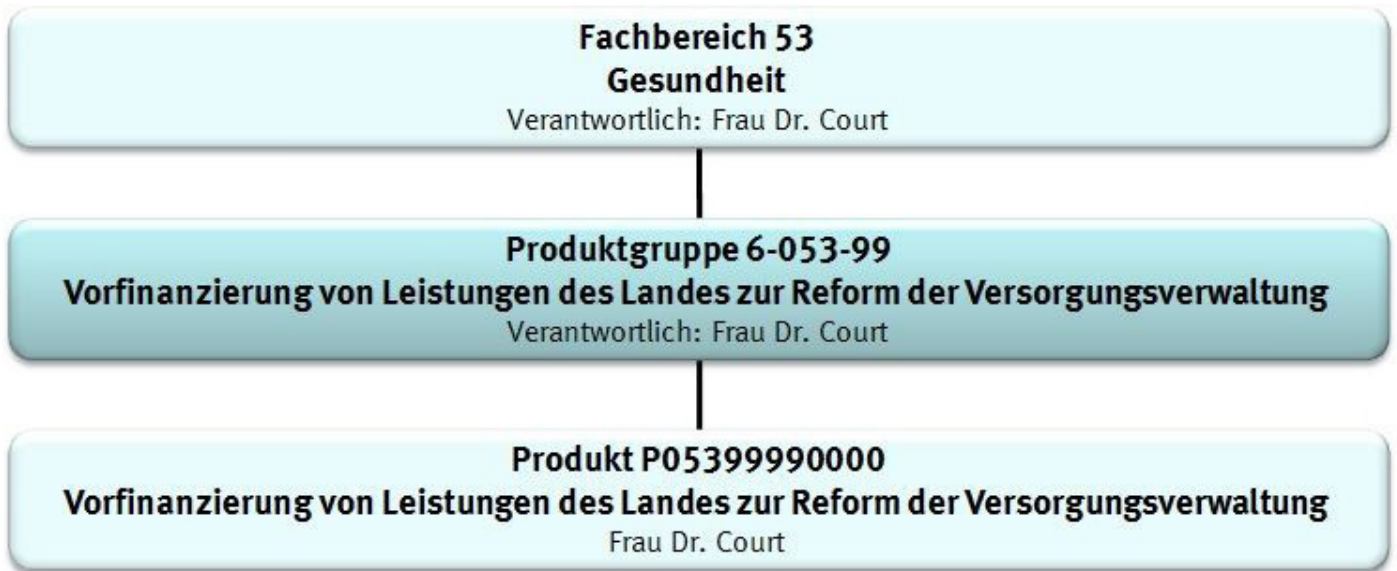 Fachbereich 53
Gesundheit
Verantwortlich: Frau Dr. Court
Produktgruppe 6-053-99
Vorfinanzierung von Leistungen des Landes zur Reform der Versorgungsverwaltung
Verantwortlich: Frau Dr. Court
Produkt P05399990000
Vorfinanzierung von Leistungen des Landes zur Reform der Versorgungsverwaltung
Frau Dr. Court